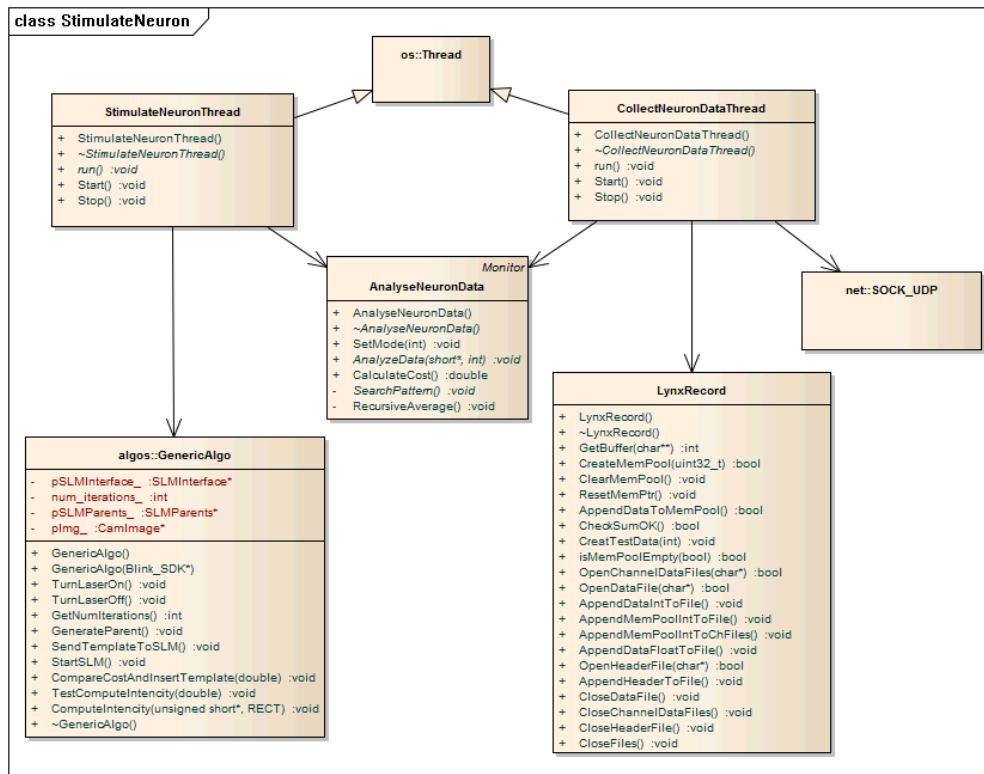 class StimulateNeuron
os::Thread
StimulateNeuronThread
+ StimulateNeuronThread()
+ ~StimulateNeuronThread()
+ run() :void
+ Start() :void
+ Stop() :void
CollectNeuronDataThread
+ CollectNeuronDataThread()
+ ~CollectNeuronDataThread()
+ run() :void
+ Start() :void
+ Stop() :void
Monitor
AnalyseNeuronData
+ AnalyseNeuronData()
+ ~AnalyseNeuronData()
+ SetMode(int) :void
+ AnalyzeData(short*, int) :void
+ CalculateCost() :double
- SearchPattern() :void
- RecursiveAverage() :void
net::SOCK_UDP
algos::GenericAlgo
- pSLMInterface_ :SLMInterface*
- num_iterations_ :int
- pSLMParents_ :SLMParents*
- pImg_ :CamImage*
+ GenericAlgo()
+ GenericAlgo(Blink_SDK*)
+ TurnLaserOn() :void
+ TurnLaserOff() :void
+ GetNumIterations() :int
+ GenerateParent() :void
+ SendTemplateToSLM() :void
+ StartSLM() :void
+ CompareCostAndInsertTemplate(double) :void
+ TestComputeIntencity(double) :void
+ ComputeIntencity(unsigned short*, RECT) :void
+ ~GenericAlgo()
LynxRecord
+ LynxRecord()
+ ~LynxRecord()
+ GetBuffer(char**) :int
+ CreateMemPool(uint32_t) :bool
+ ClearMemPool() :void
+ ResetMemPtr() :void
+ AppendDataToMemPool() :bool
+ CheckSumOK() :bool
+ CreatTestData(int) :void
+ isMemPoolEmpty(bool) :bool
+ OpenChannelDataFiles(char*) :bool
+ OpenDataFile(char*) :bool
+ AppendDataIntToFile() :void
+ AppendMemPoolIntToFile() :void
+ AppendMemPoolIntToChFiles() :void
+ AppendDataFloatToFile() :void
+ OpenHeaderFile(char*) :bool
+ AppendHeaderToFile() :void
+ CloseDataFile() :void
+ CloseChannelDataFiles() :void
+ CloseHeaderFile() :void
+ CloseFiles() :void